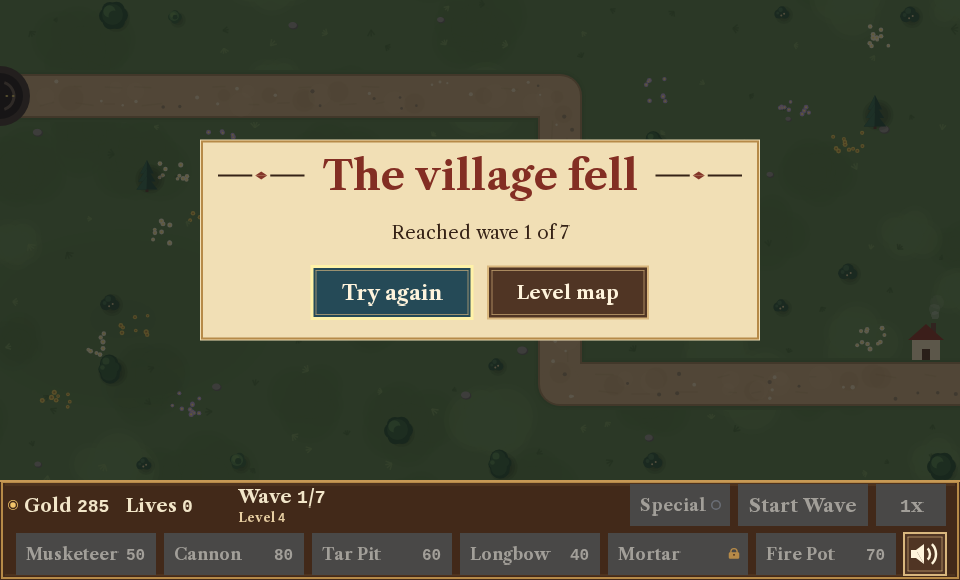 The village fell
Reached wave 1 of 7
Try again
Level map
Gold 285 Lives 0 Wave 1/7
Level 4
Special Start Wave 1x
Musketeer 50 Cannon 80 Tar Pit 60 Longbow 40 Mortar Fire Pot 70